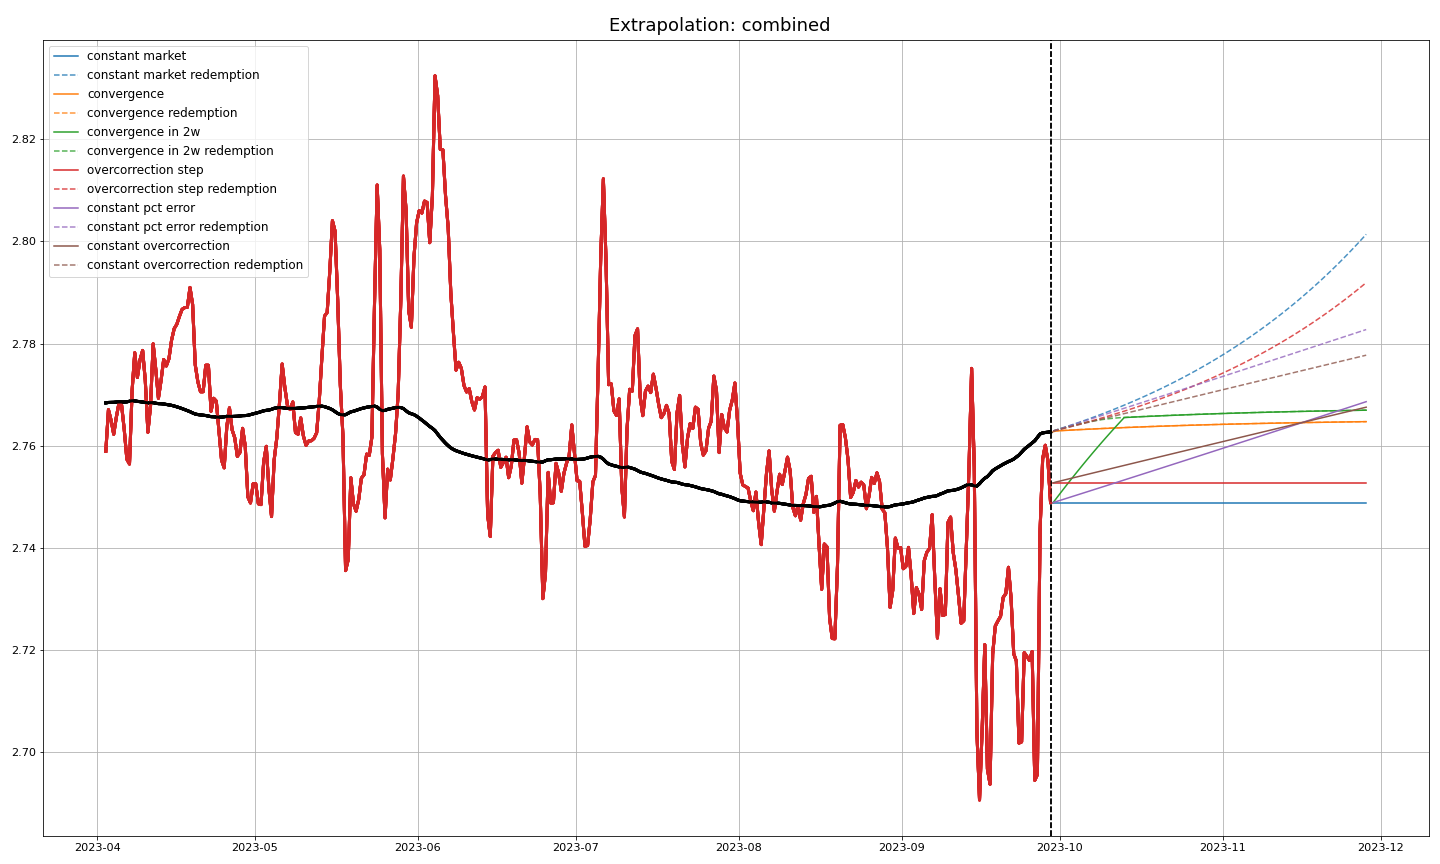 Extrapolation: combined
constant market
constant market redemption
convergence
convergence redemption
convergence in 2w
convergence in 2w redemption
overcorrection step
overcorrection step redemption
constant pct error
constant pct error redemption
constant overcorrection
constant overcorrection redemption
2.82
2.80
2.78
2.76
2.74
2.72
2.70
2023-04
2023-05
2023-06
2023-07
2023-08
2023-09
2023-10
2023-11
2023-12